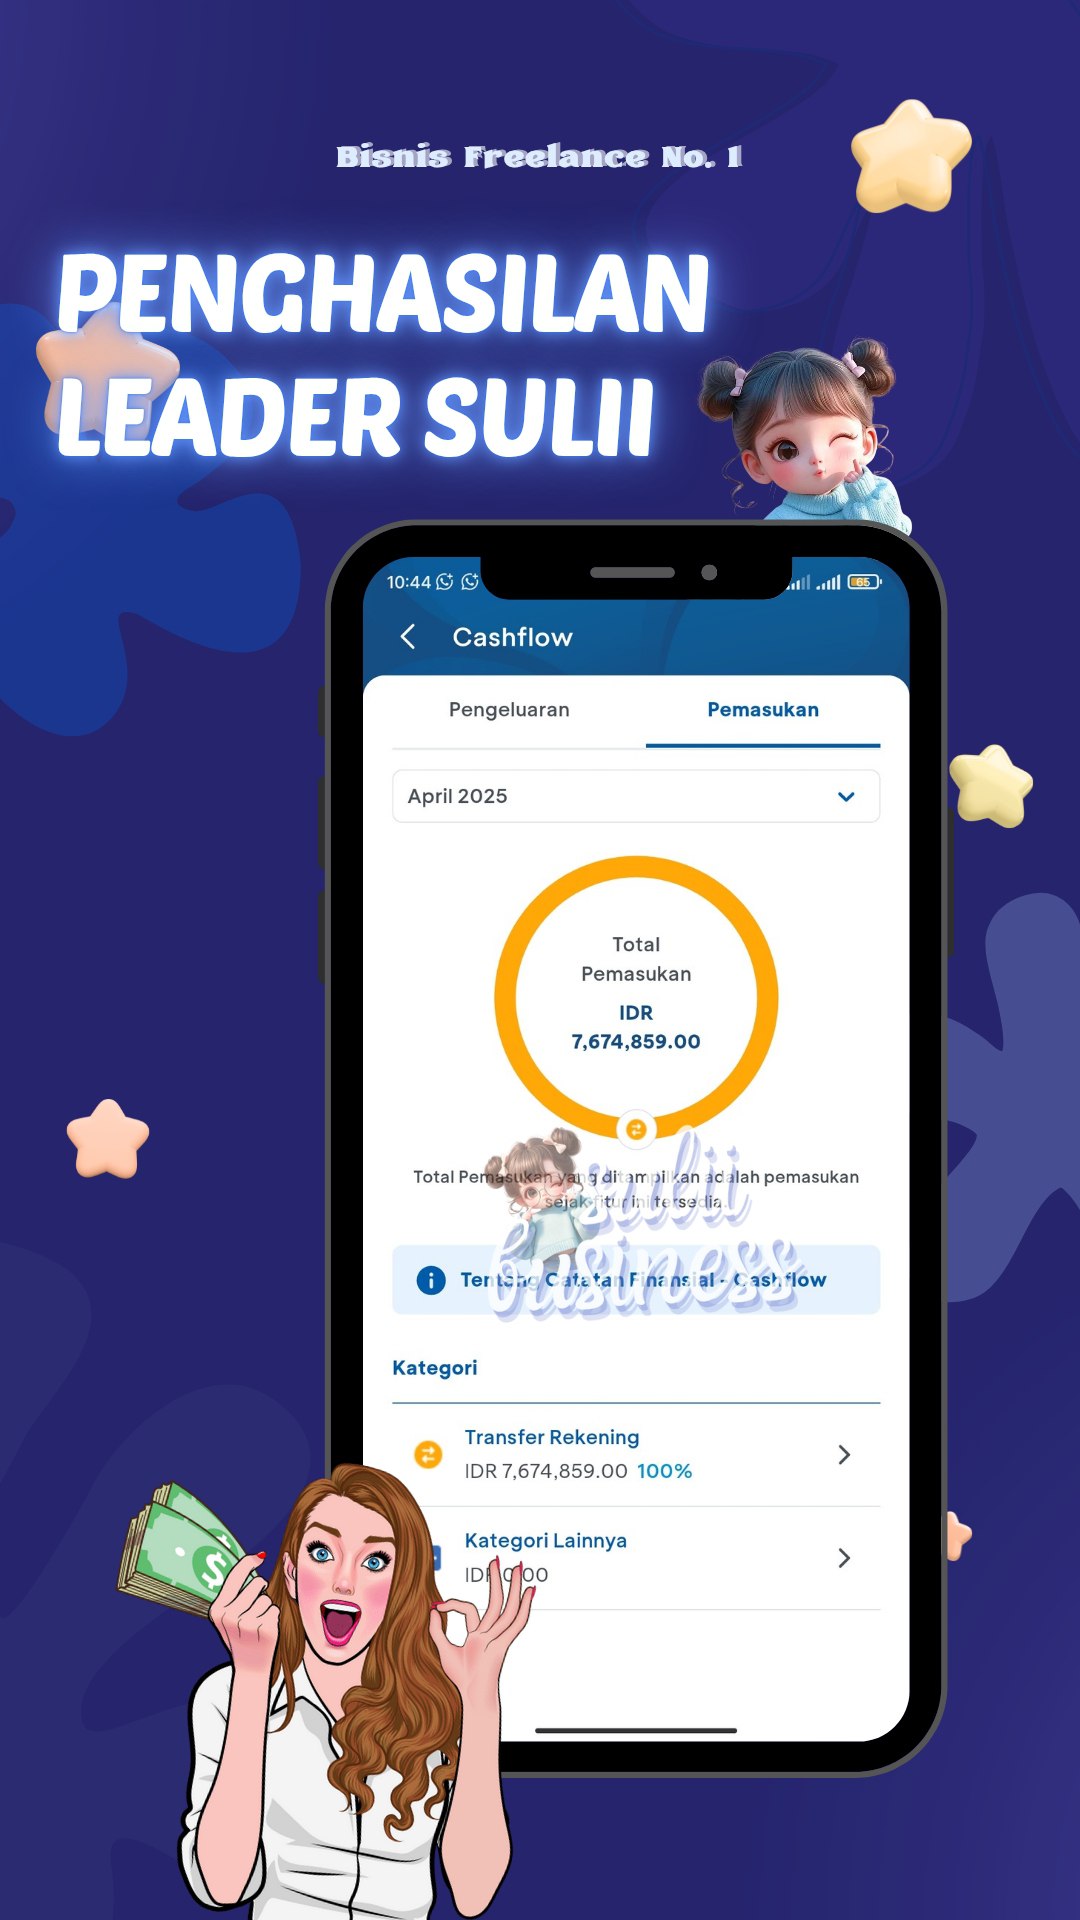 Bisnis Freelance No. 1
PENGHASILAN
LEADER SULII
10:44
65
Cashflow
Pengeluaran
Pemasukan
April 2025
Total
Pemasukan
IDR
7,674,859.00
Total Pemasukan yang ditampilkan adalah pemasukan
sejak fitur ini tersedia.
sulii
business
Tentang Catatan Finansial - Cashflow
Kategori
Transfer Rekening
IDR 7,674,859.00 100%
Kategori Lainnya
IDR 0.00
$